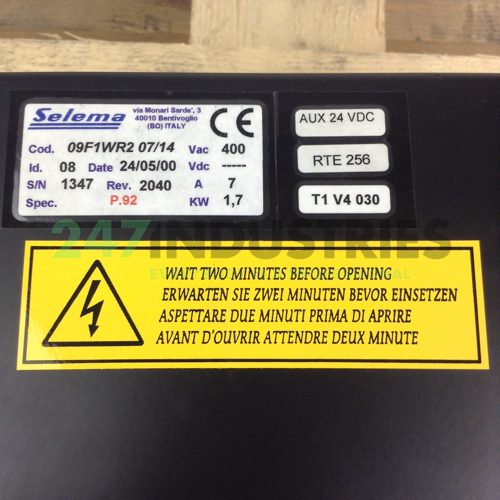 Selema
via Monari Sarde', 3
40010 Bentivoglio
(BO) ITALY
CE
Cod. 09F1WR2 07/14 Vac 400
Id. 08 Date 24/05/00 Vdc -----
S/N 1347 Rev. 2040 A 7
Spec. P.92 KW 1,7
AUX 24 VDC
RTE 256
T1 V4 030
247INDUSTRIES
WAIT TWO MINUTES BEFORE OPENING
ERWARTEN SIE ZWEI MINUTEN BEVOR EINSETZEN
ASPETTARE DUE MINUTI PRIMA DI APRIRE
AVANT D'OUVRIR ATTENDRE DEUX MINUTE